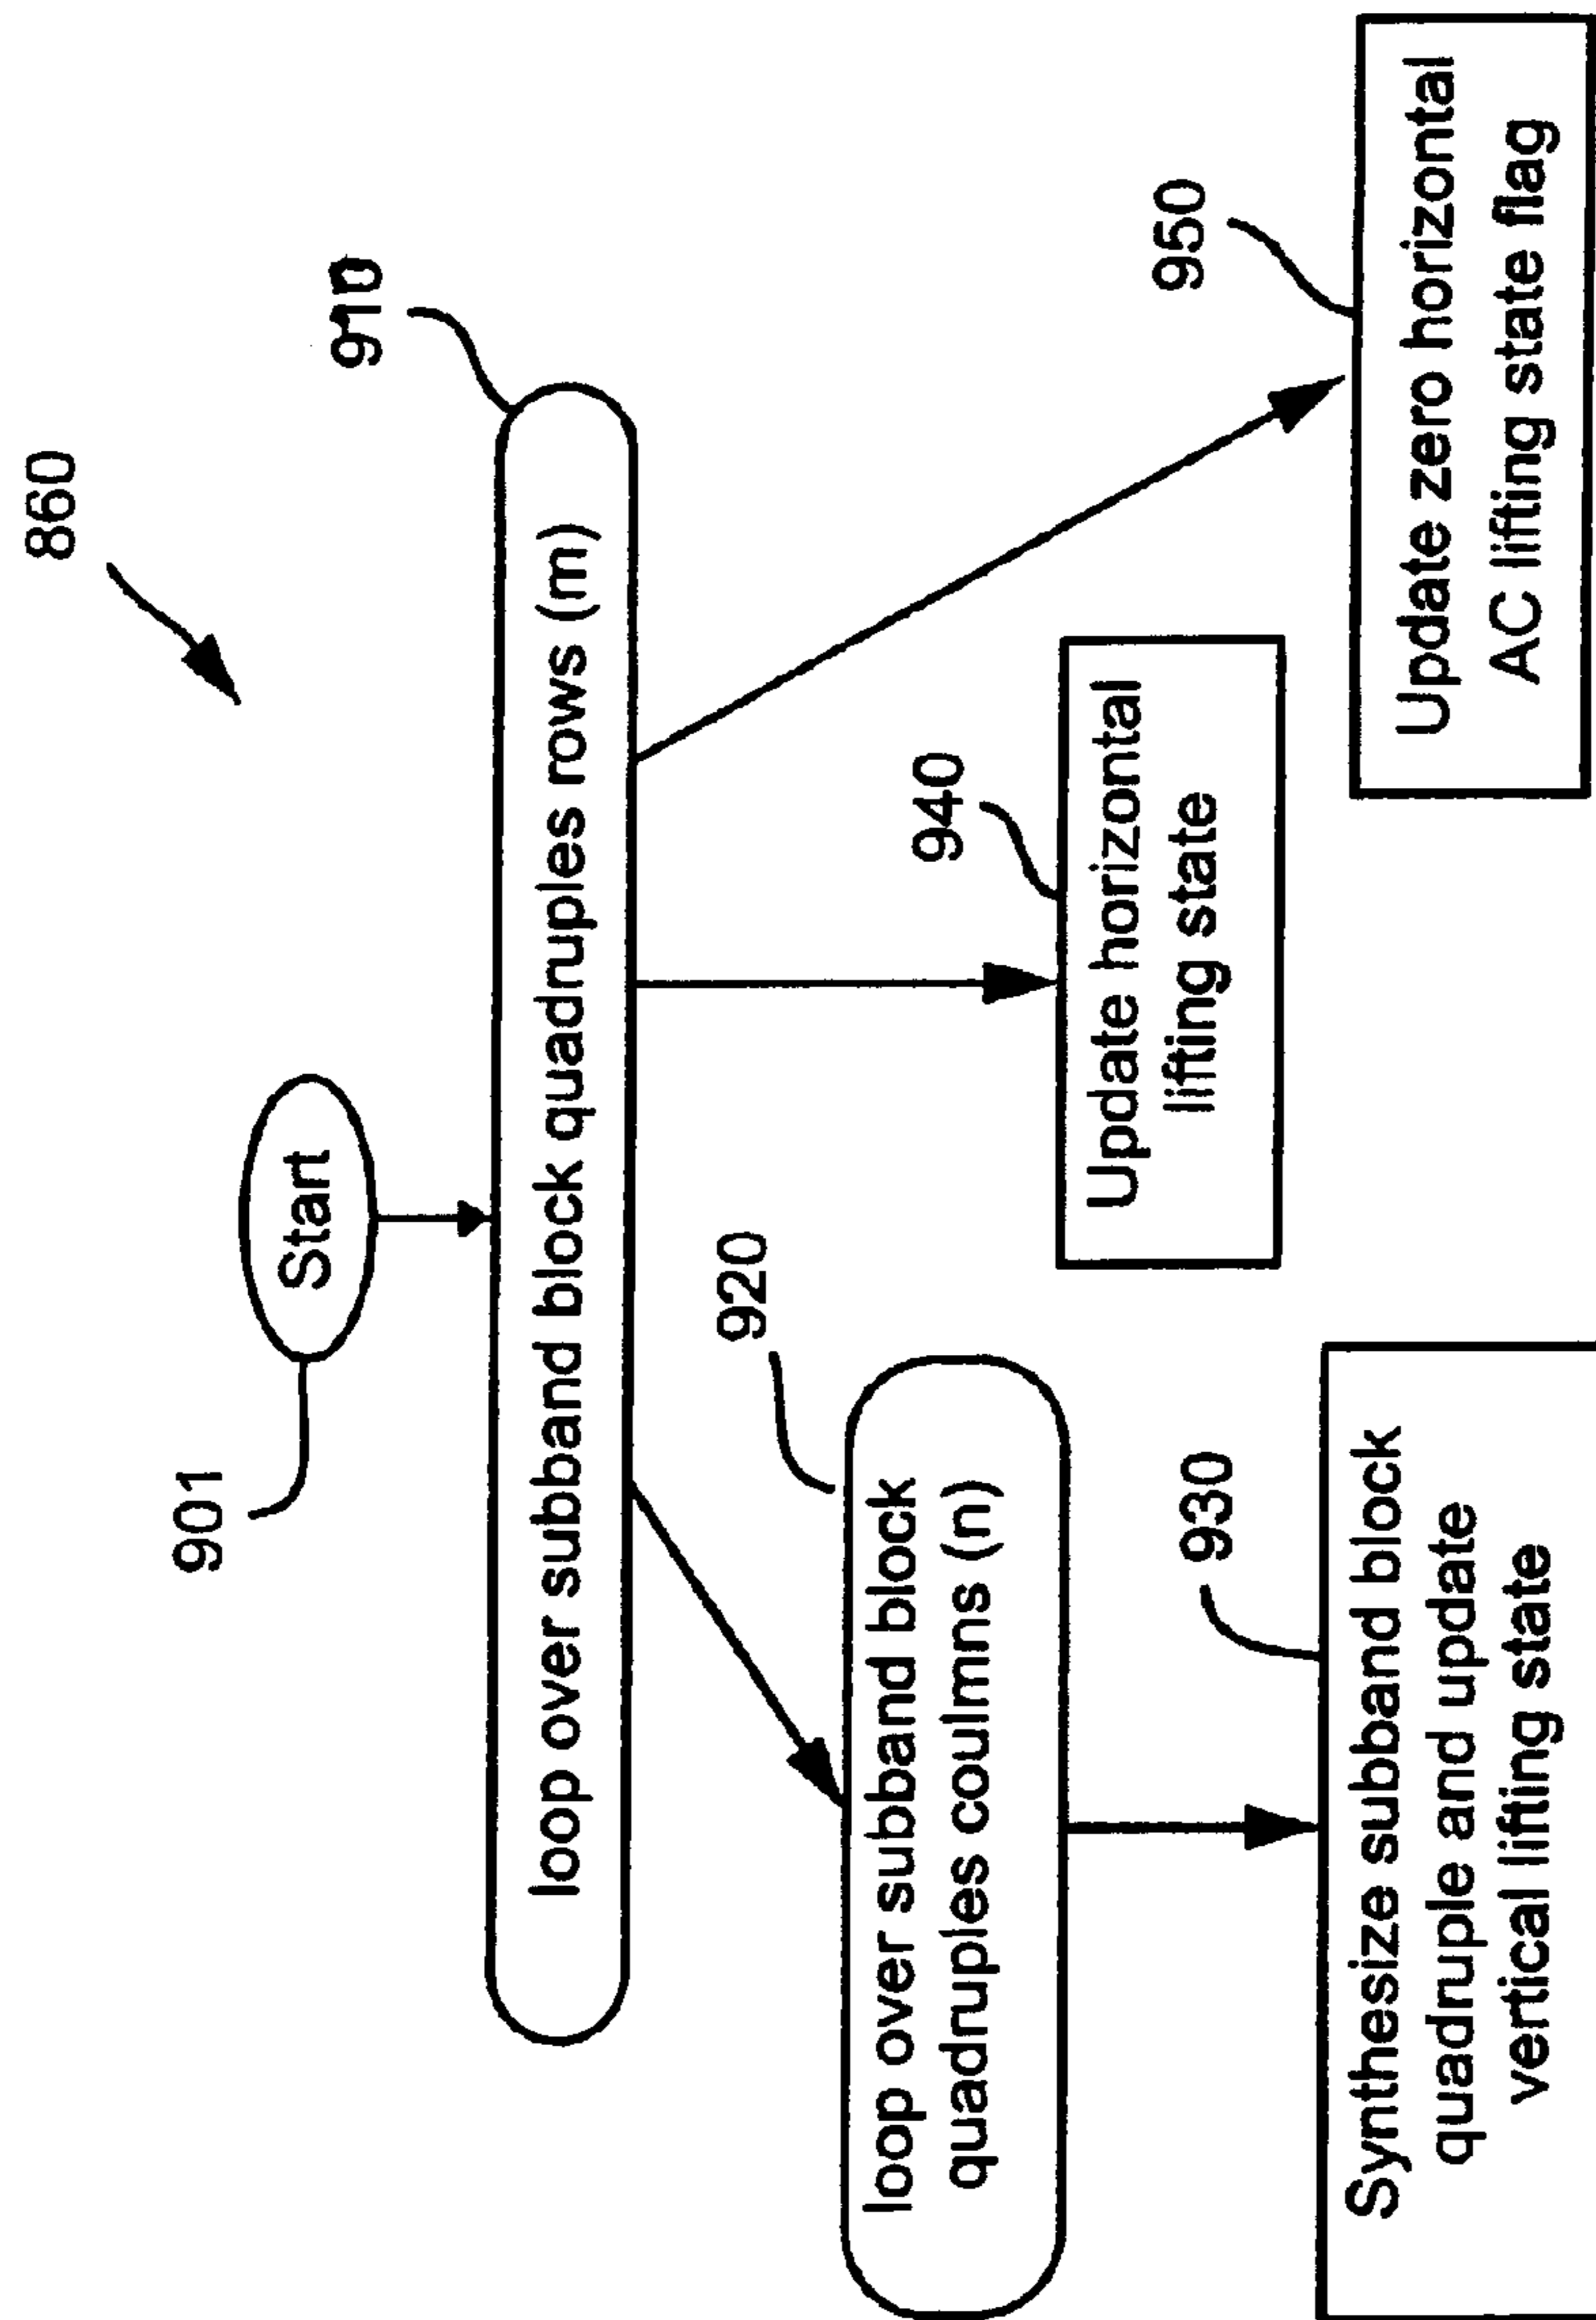 860
901
Start
910
loop over subband block quadruples rows (m)
920
loop over subband block
quadruples coulmns (n)
930
Synthesize subband block
quadruple and update
vertical lifting state
940
Update horizontal
lifting state
950
Update zero horizontal
AC lifting state flag